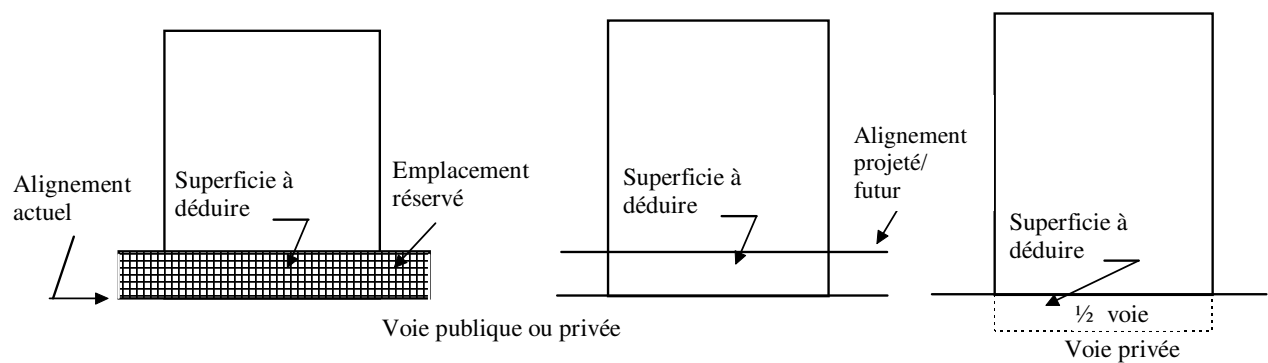 Alignement
actuel
Superficie à
déduire
Emplacement
réservé
Superficie à
déduire
Alignement
projeté/
futur
Superficie à
déduire
½ voie
Voie publique ou privée
Voie privée